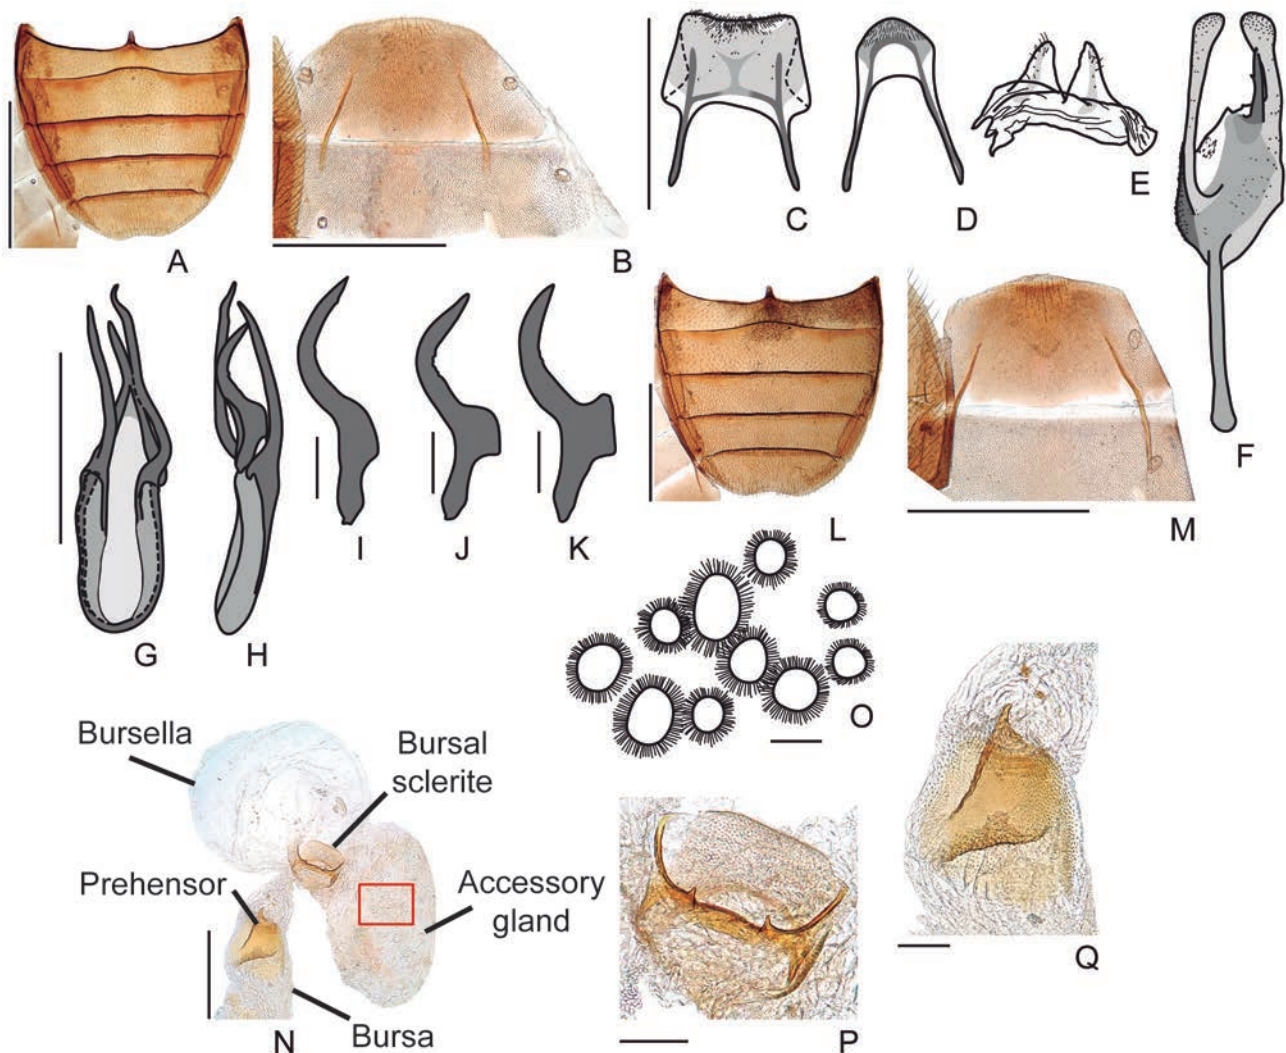 A
B
C
D
E
F
G
H
I
J
K
L
M
O
Bursella
Bursal
sclerite
Prehensor
Accessory
gland
Bursa
N
P
Q